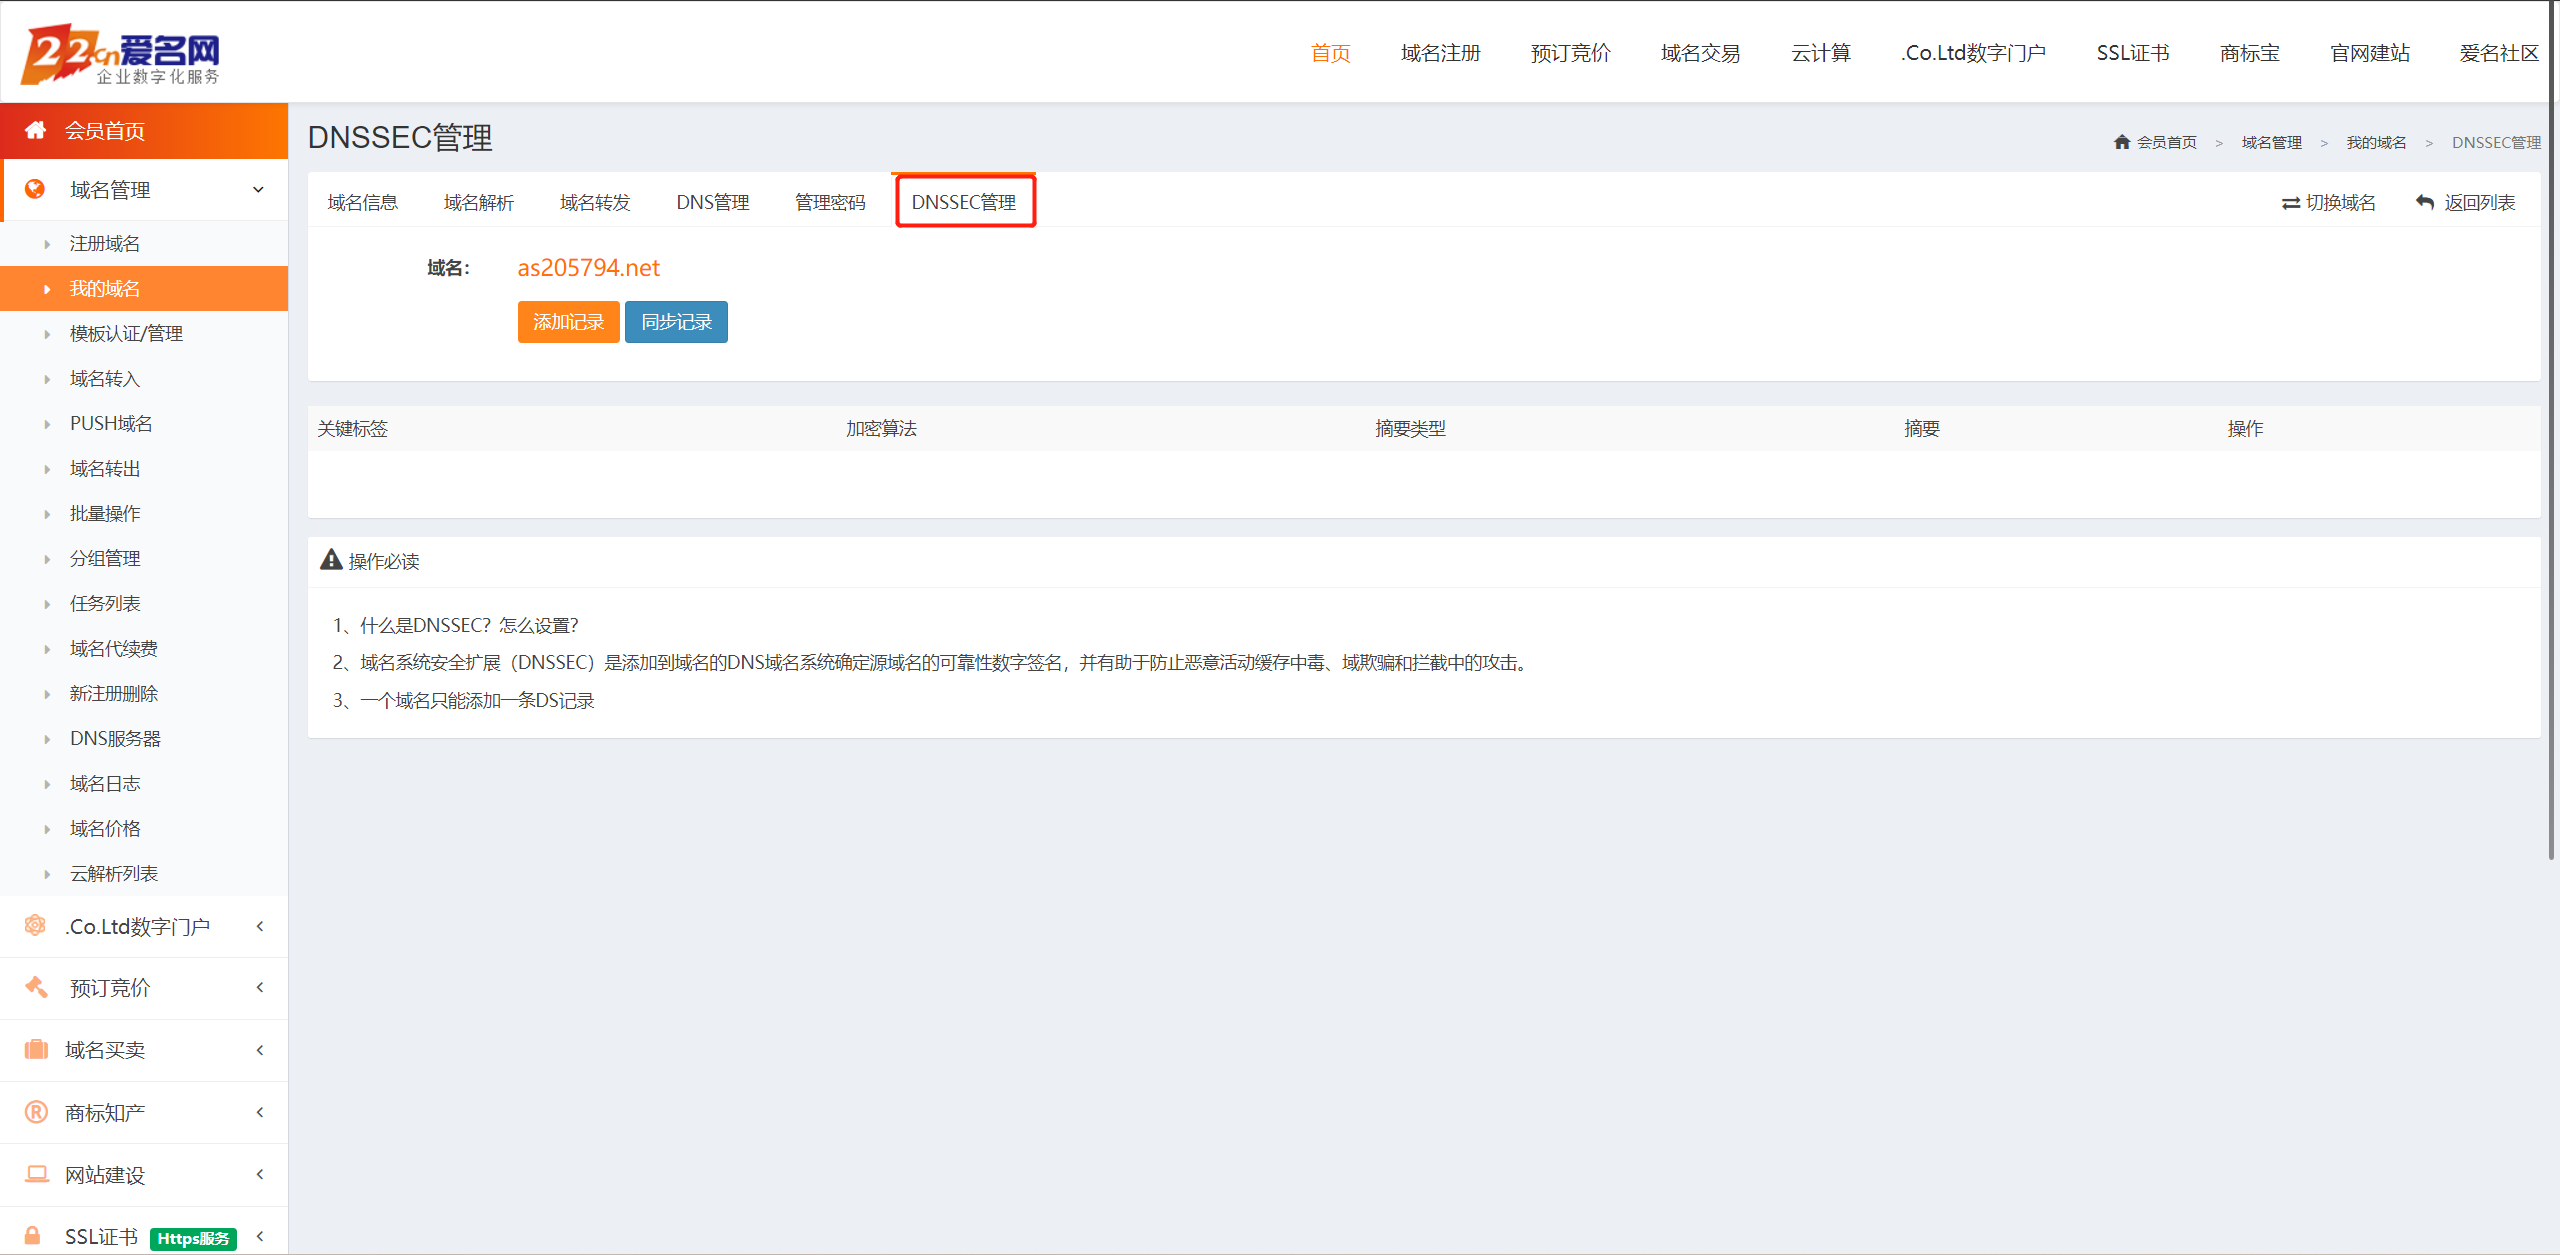 22.cn爱名网
企业数字化服务
首页 域名注册 预订竞价 域名交易 云计算 .Co.Ltd数字门户 SSL证书 商标宝 官网建站 爱名社区
会员首页
域名管理
注册域名
我的域名
模板认证/管理
域名转入
PUSH域名
域名转出
批量操作
分组管理
任务列表
域名代续费
新注册删除
DNS服务器
域名日志
域名价格
云解析列表
.Co.Ltd数字门户
预订竞价
域名买卖
商标知产
网站建设
SSL证书 Https服务
DNSSEC管理
会员首页 > 域名管理 > 我的域名 > DNSSEC管理
域名信息 域名解析 域名转发 DNS管理 管理密码 DNSSEC管理 切换域名 返回列表
域名： as205794.net
添加记录 同步记录
关键标签 加密算法 摘要类型 摘要 操作
操作必读
1、什么是DNSSEC？怎么设置？
2、域名系统安全扩展（DNSSEC）是添加到域名的DNS域名系统确定源域名的可靠性数字签名，并有助于防止恶意活动缓存中毒、域欺骗和拦截中的攻击。
3、一个域名只能添加一条DS记录